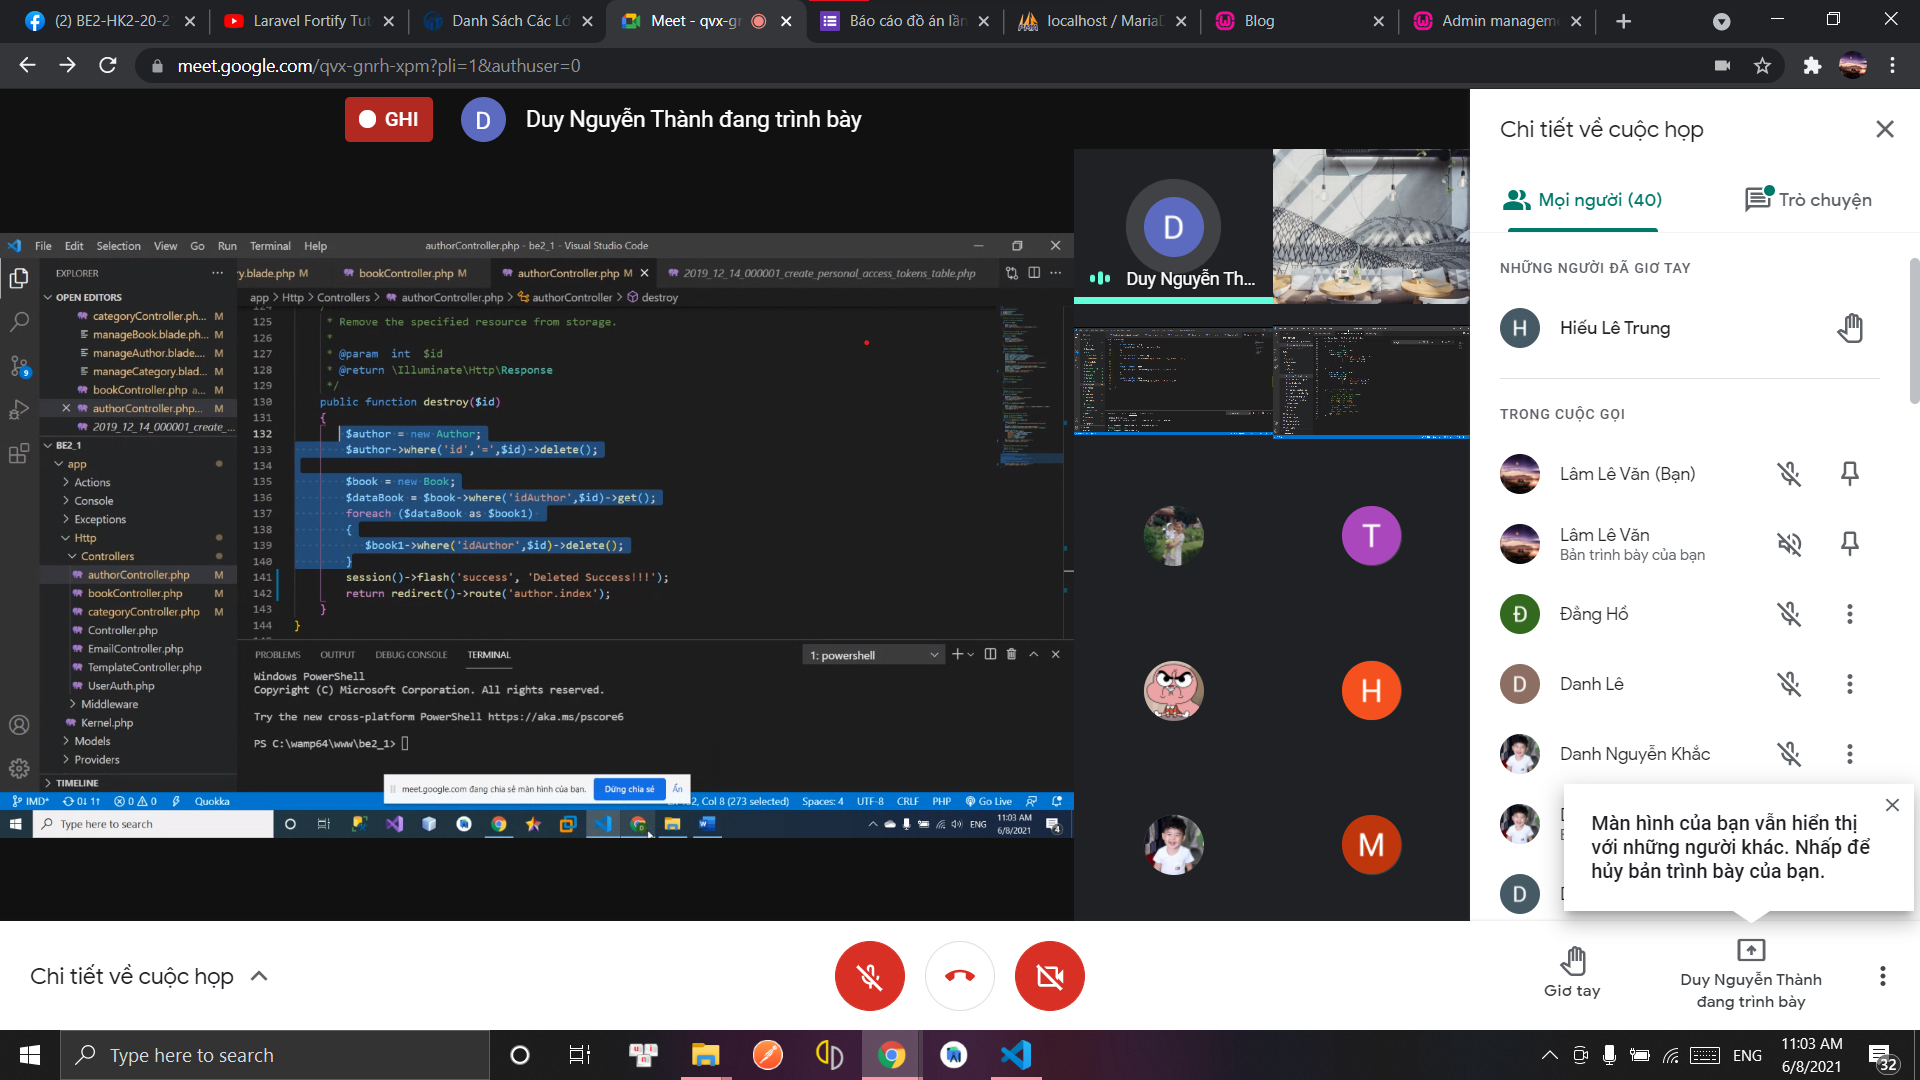 (2) BE2-HK2-20-2
Laravel Fortify Tut
Danh Sách Các Lớ
Meet - qvx-gn
Báo cáo đồ án lần
localhost / MariaD
Blog
Admin managem
meet.google.com/qvx-gnrh-xpm?pli=1&authuser=0
GHI
D
Duy Nguyễn Thành đang trình bày
File Edit Selection View Go Run Terminal Help
authorController.php - be2_1 - Visual Studio Code
EXPLORER
ry.blade.php M
bookController.php M
authorController.php M
2019_12_14_000001_create_personal_access_tokens_table.php
app > Http > Controllers > authorController.php > authorController > destroy
OPEN EDITORS
categoryController.ph... M
manageBook.blade.ph... M
manageAuthor.blade.... M
manageCategory.blad... M
bookController.php a... M
authorController.php... M
2019_12_14_000001_create_...
BE2_1
app
Actions
Console
Exceptions
Http
Controllers
authorController.php M
bookController.php M
categoryController.php M
Controller.php
EmailController.php
TemplateController.php
UserAuth.php
Middleware
Kernel.php
Models
Providers
TIMELINE
125 * Remove the specified resource from storage.
126 *
127 * @param int $id
128 * @return \Illuminate\Http\Response
129 */
130 public function destroy($id)
131 {
132 $author = new Author;
133 $author->where('id','=',$id)->delete();
134
135 $book = new Book;
136 $dataBook = $book->where('idAuthor',$id)->get();
137 foreach ($dataBook as $book1)
138 {
139 $book1->where('idAuthor',$id)->delete();
140 }
141 session()->flash('success', 'Deleted Success!!!');
142 return redirect()->route('author.index');
143 }
144 }
PROBLEMS OUTPUT DEBUG CONSOLE TERMINAL
1: powershell
Windows PowerShell
Copyright (C) Microsoft Corporation. All rights reserved.
Try the new cross-platform PowerShell https://aka.ms/pscore6
PS C:\wamp64\www\be2_1>
meet.google.com đang chia sẻ màn hình của bạn.
Dừng chia sẻ
Ẩn
IMD* 0↓ 1↑ 0 0 Quokka
Col 8 (273 selected) Spaces: 4 UTF-8 CRLF PHP Go Live
Type here to search
ENG
11:03 AM
6/8/2021
4
D
Duy Nguyễn Th...
T
H
M
Chi tiết về cuộc họp
Mọi người (40)
Trò chuyện
NHỮNG NGƯỜI ĐÃ GIƠ TAY
H
Hiếu Lê Trung
TRONG CUỘC GỌI
Lâm Lê Văn (Bạn)
Lâm Lê Văn
Bản trình bày của bạn
Đ
Đằng Hồ
D
Danh Lê
Danh Nguyễn Khắc
D
Màn hình của bạn vẫn hiển thị
với những người khác. Nhấp để
hủy bản trình bày của bạn.
Chi tiết về cuộc họp
Giơ tay
Duy Nguyễn Thành
đang trình bày
Type here to search
ENG
11:03 AM
6/8/2021
32